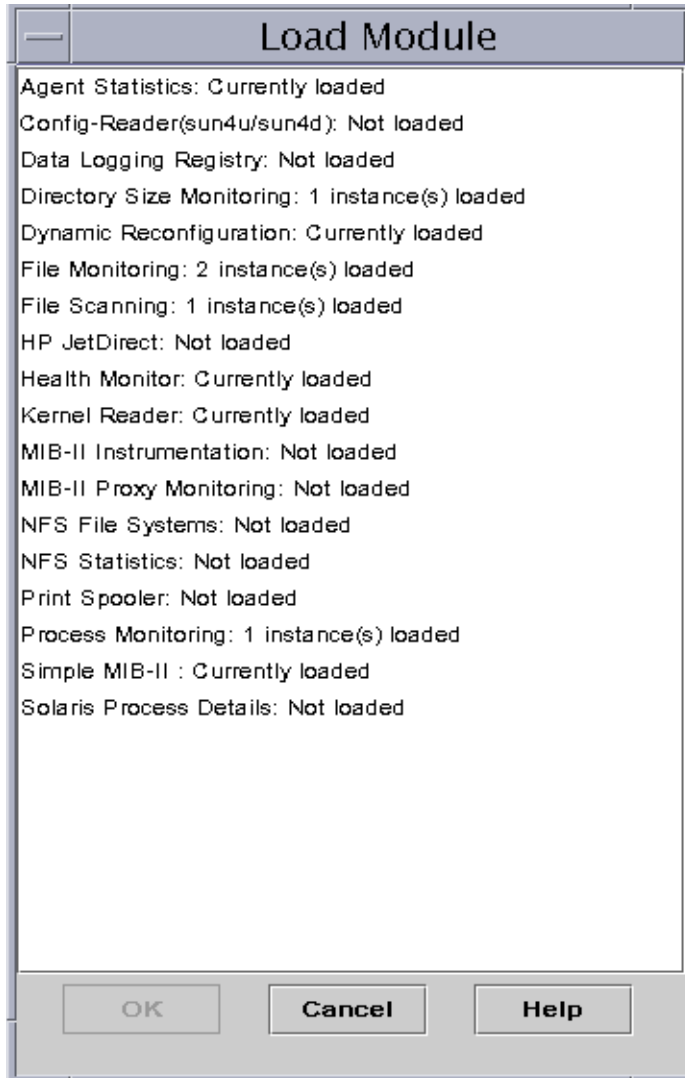 Load Module
Agent Statistics: Currently loaded
Config-Reader(sun4u/sun4d): Not loaded
Data Logging Registry: Not loaded
Directory Size Monitoring: 1 instance(s) loaded
Dynamic Reconfiguration: Currently loaded
File Monitoring: 2 instance(s) loaded
File Scanning: 1 instance(s) loaded
HP JetDirect: Not loaded
Health Monitor: Currently loaded
Kernel Reader: Currently loaded
MIB-II Instrumentation: Not loaded
MIB-II Proxy Monitoring: Not loaded
NFS File Systems: Not loaded
NFS Statistics: Not loaded
Print Spooler: Not loaded
Process Monitoring: 1 instance(s) loaded
Simple MIB-II : Currently loaded
Solaris Process Details: Not loaded
OK Cancel Help